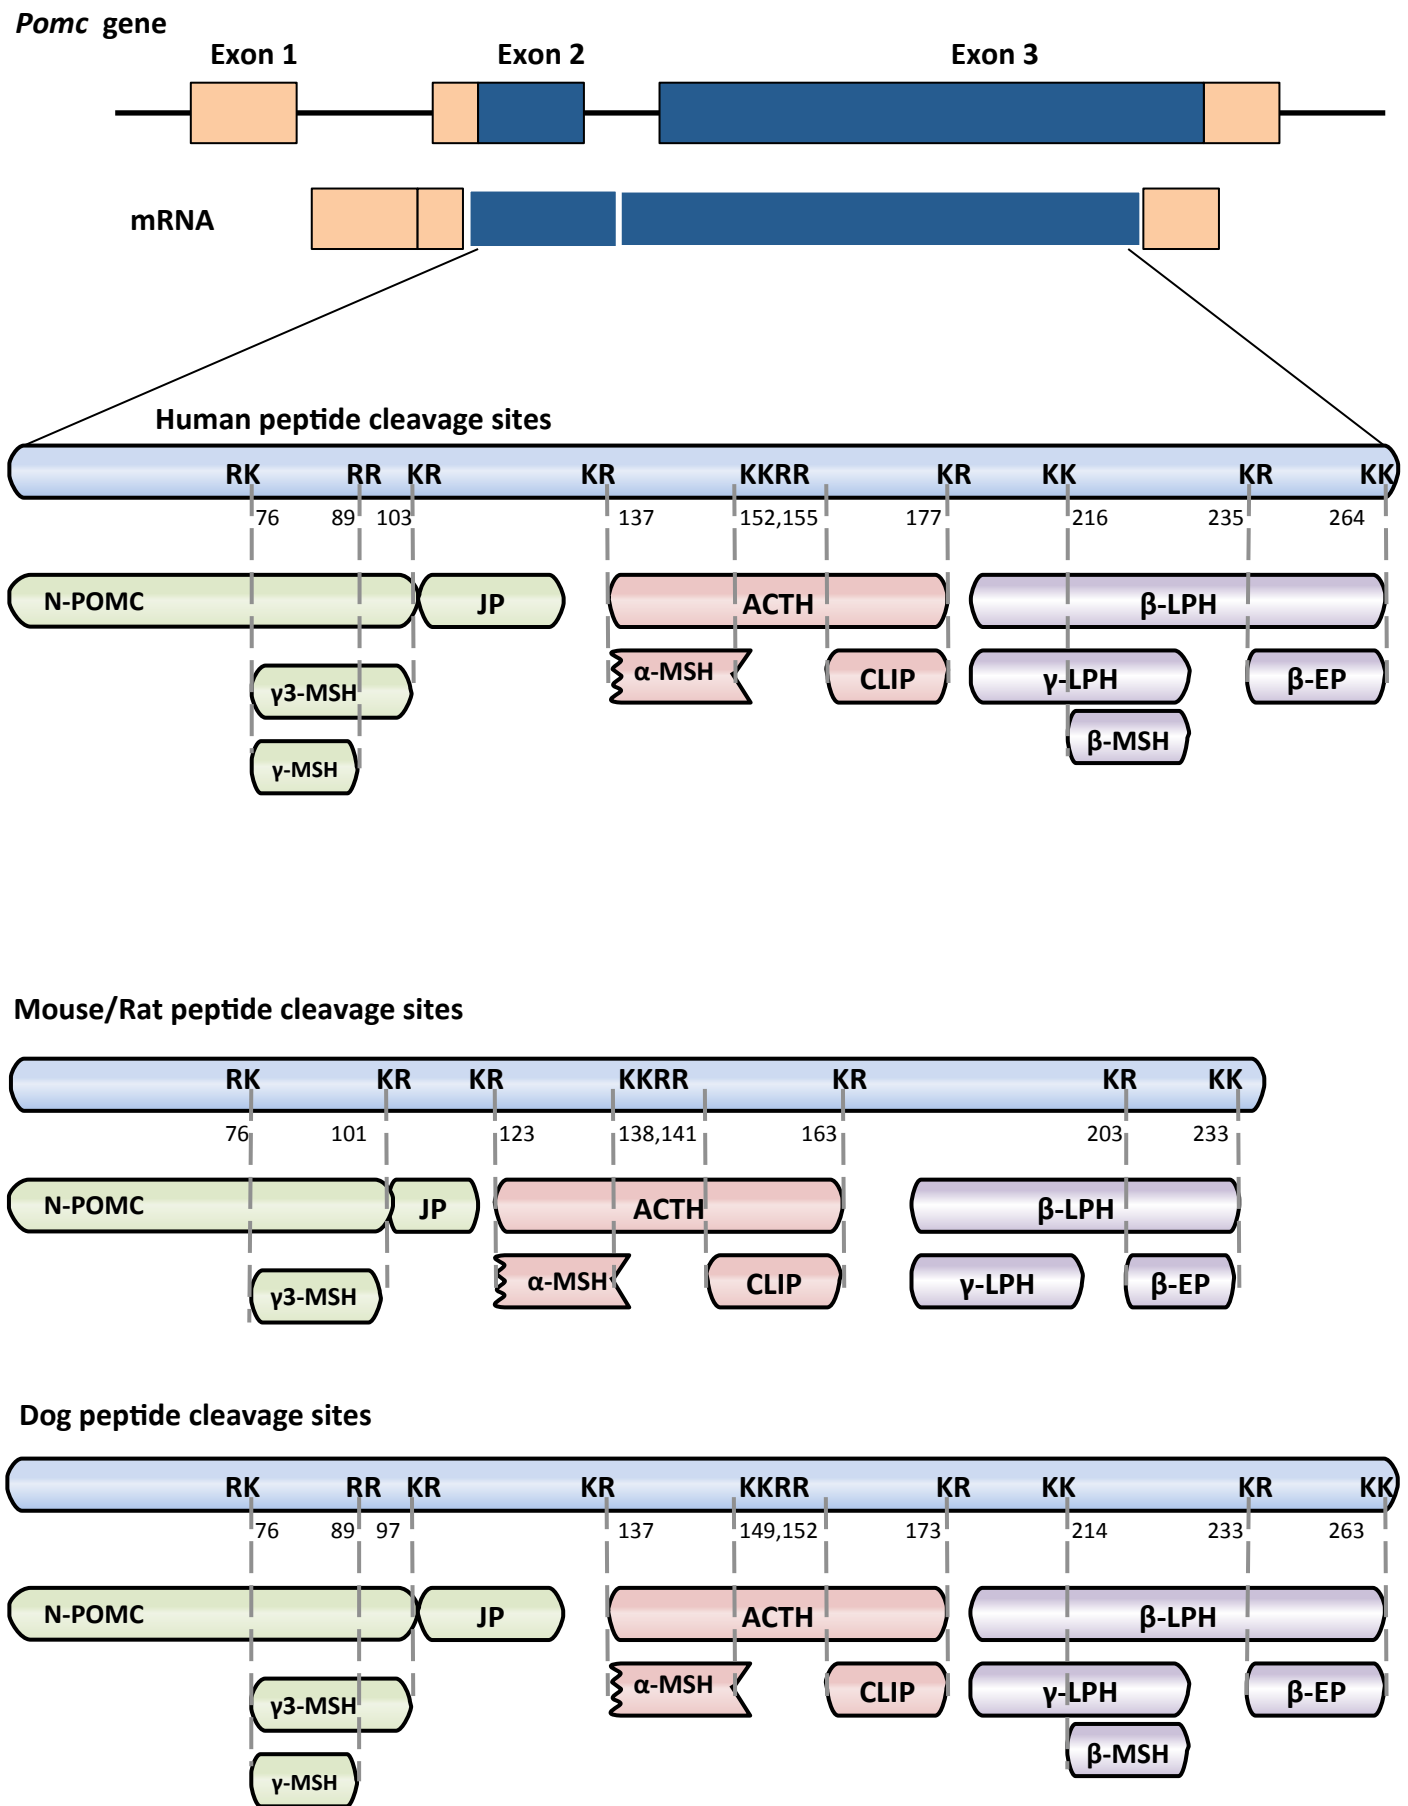 Pomc gene
Exon 1 Exon 2 Exon 3
mRNA
Human peptide cleavage sites
RK RR KR KR KKRR KR KK KR KK
76 89 103 137 152,155 177 216 235 264
N-POMC JP ACTH β-LPH
γ3-MSH α-MSH CLIP γ-LPH β-EP
γ-MSH β-MSH
Mouse/Rat peptide cleavage sites
RK KR KR KKRR KR KR KK
76 101 123 138,141 163 203 233
N-POMC JP ACTH β-LPH
γ3-MSH α-MSH CLIP γ-LPH β-EP
Dog peptide cleavage sites
RK RR KR KR KKRR KR KK KR KK
76 89 97 137 149,152 173 214 233 263
N-POMC JP ACTH β-LPH
γ3-MSH α-MSH CLIP γ-LPH β-EP
γ-MSH β-MSH